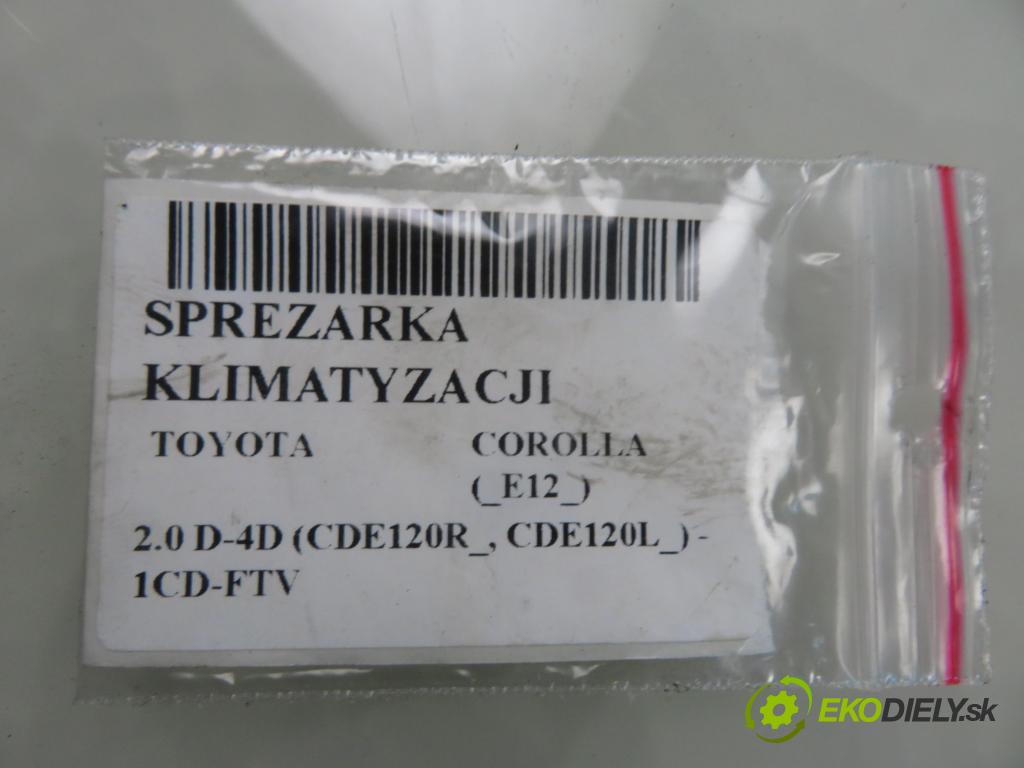 SPREZARKA
KLIMATYZACJI
TOYOTA COROLLA
(_E12_)
2.0 D-4D (CDE120R_, CDE120L_) -
1CD-FTV
EKODIELY.sk